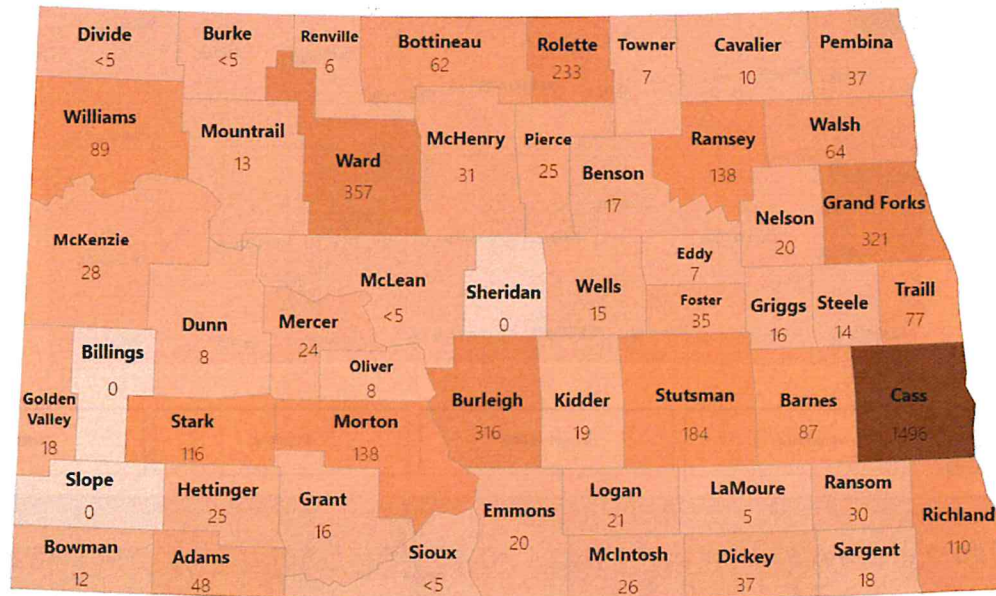 Divide
<5
Burke
<5
Renville
6
Bottineau
62
Rolette
233
Towner
7
Cavalier
10
Pembina
37
Williams
89
Mountrail
13
Ward
357
McHenry
31
Pierce
25
Benson
17
Ramsey
138
Walsh
64
Nelson
20
Grand Forks
321
McKenzie
28
Dunn
8
Mercer
24
McLean
<5
Sheridan
0
Wells
15
Eddy
7
Foster
35
Griggs
16
Steele
14
Traill
77
Golden
Valley
18
Billings
0
Stark
116
Oliver
8
Morton
138
Burleigh
316
Kidder
19
Stutsman
184
Barnes
87
Cass
1496
Slope
0
Hettinger
25
Grant
16
Sioux
<5
Emmons
20
Logan
21
LaMoure
5
Ransom
30
Richland
110
Bowman
12
Adams
48
McIntosh
26
Dickey
37
Sargent
18